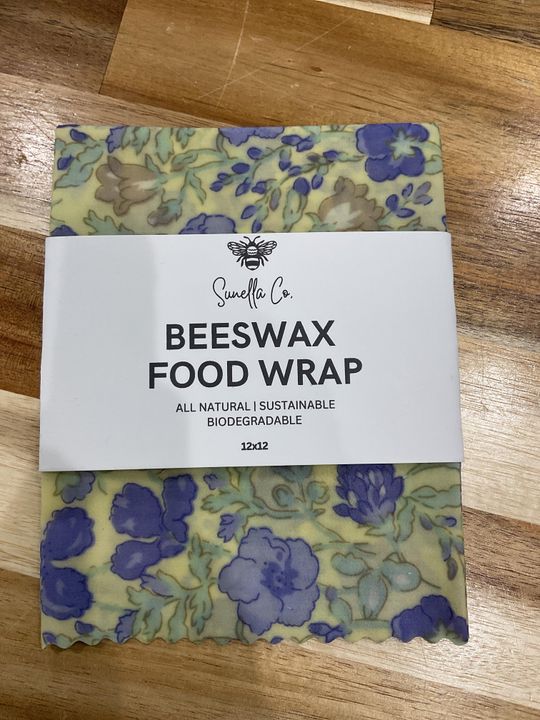 Sunella Co.
BEESWAX
FOOD WRAP
ALL NATURAL | SUSTAINABLE
BIODEGRADABLE
12x12